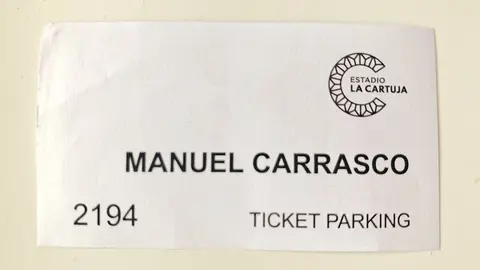 ESTADIO
LA CARTUJA
MANUEL CARRASCO
2194 TICKET PARKING